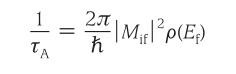 1/τ_A = 2π/ħ |M_if|² ρ(E_f)